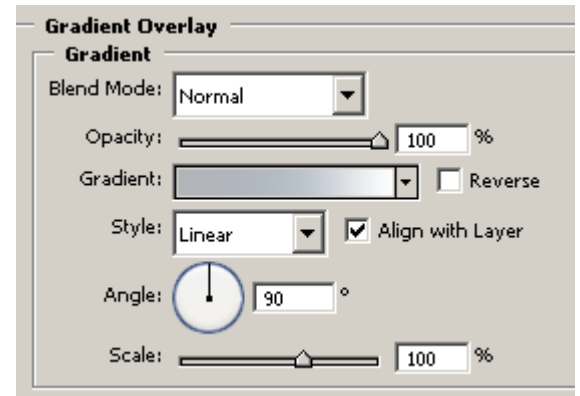 Gradient Overlay
Gradient
Blend Mode: Normal
Opacity: 100 %
Gradient: Reverse
Style: Linear Align with Layer
Angle: 90 °
Scale: 100 %